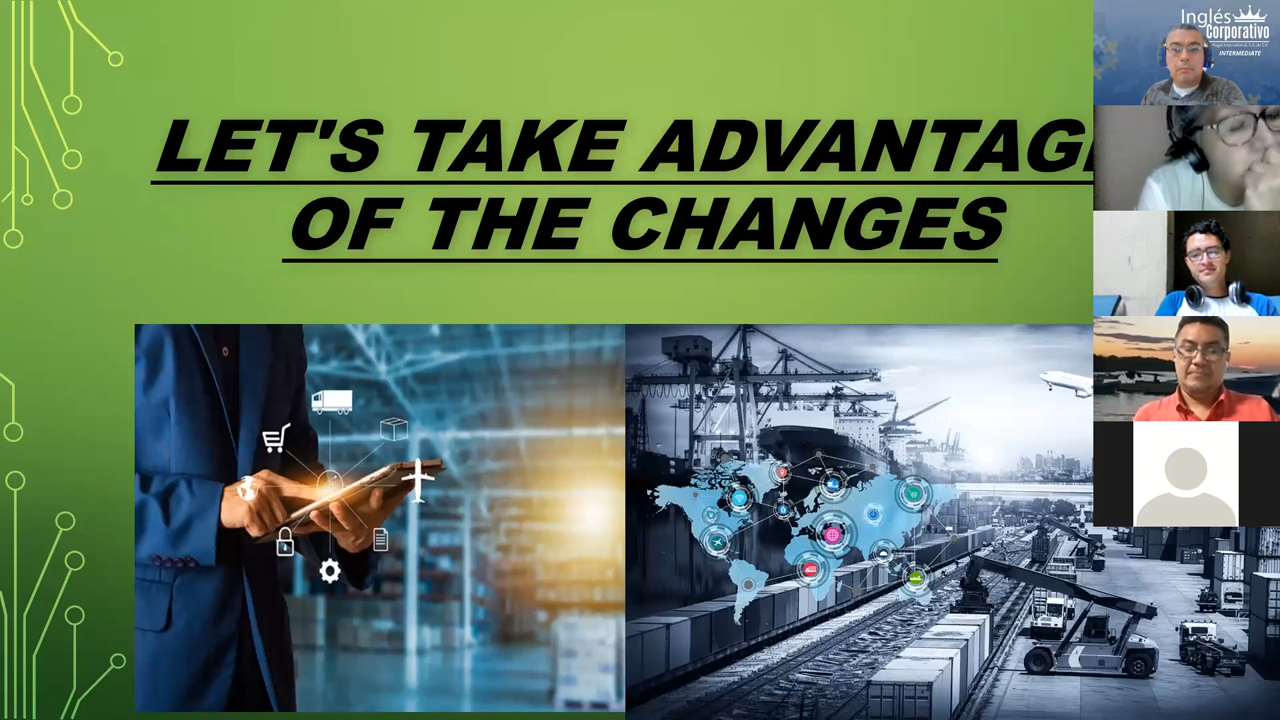 LET'S TAKE ADVANTAG
OF THE CHANGES
Inglés
Corporativo
INTERMEDIATE